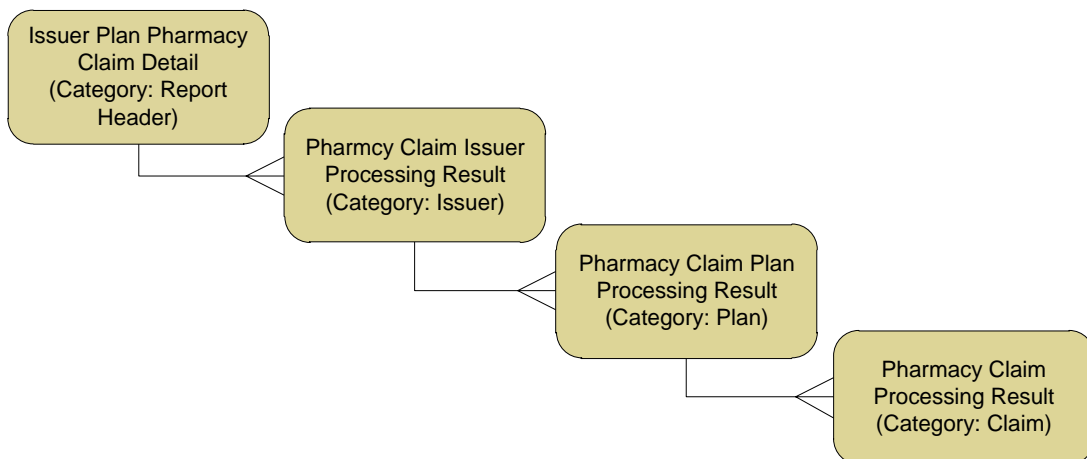 Issuer Plan Pharmacy
Claim Detail
(Category: Report
Header)
Pharmcy Claim Issuer
Processing Result
(Category: Issuer)
Pharmacy Claim Plan
Processing Result
(Category: Plan)
Pharmacy Claim
Processing Result
(Category: Claim)